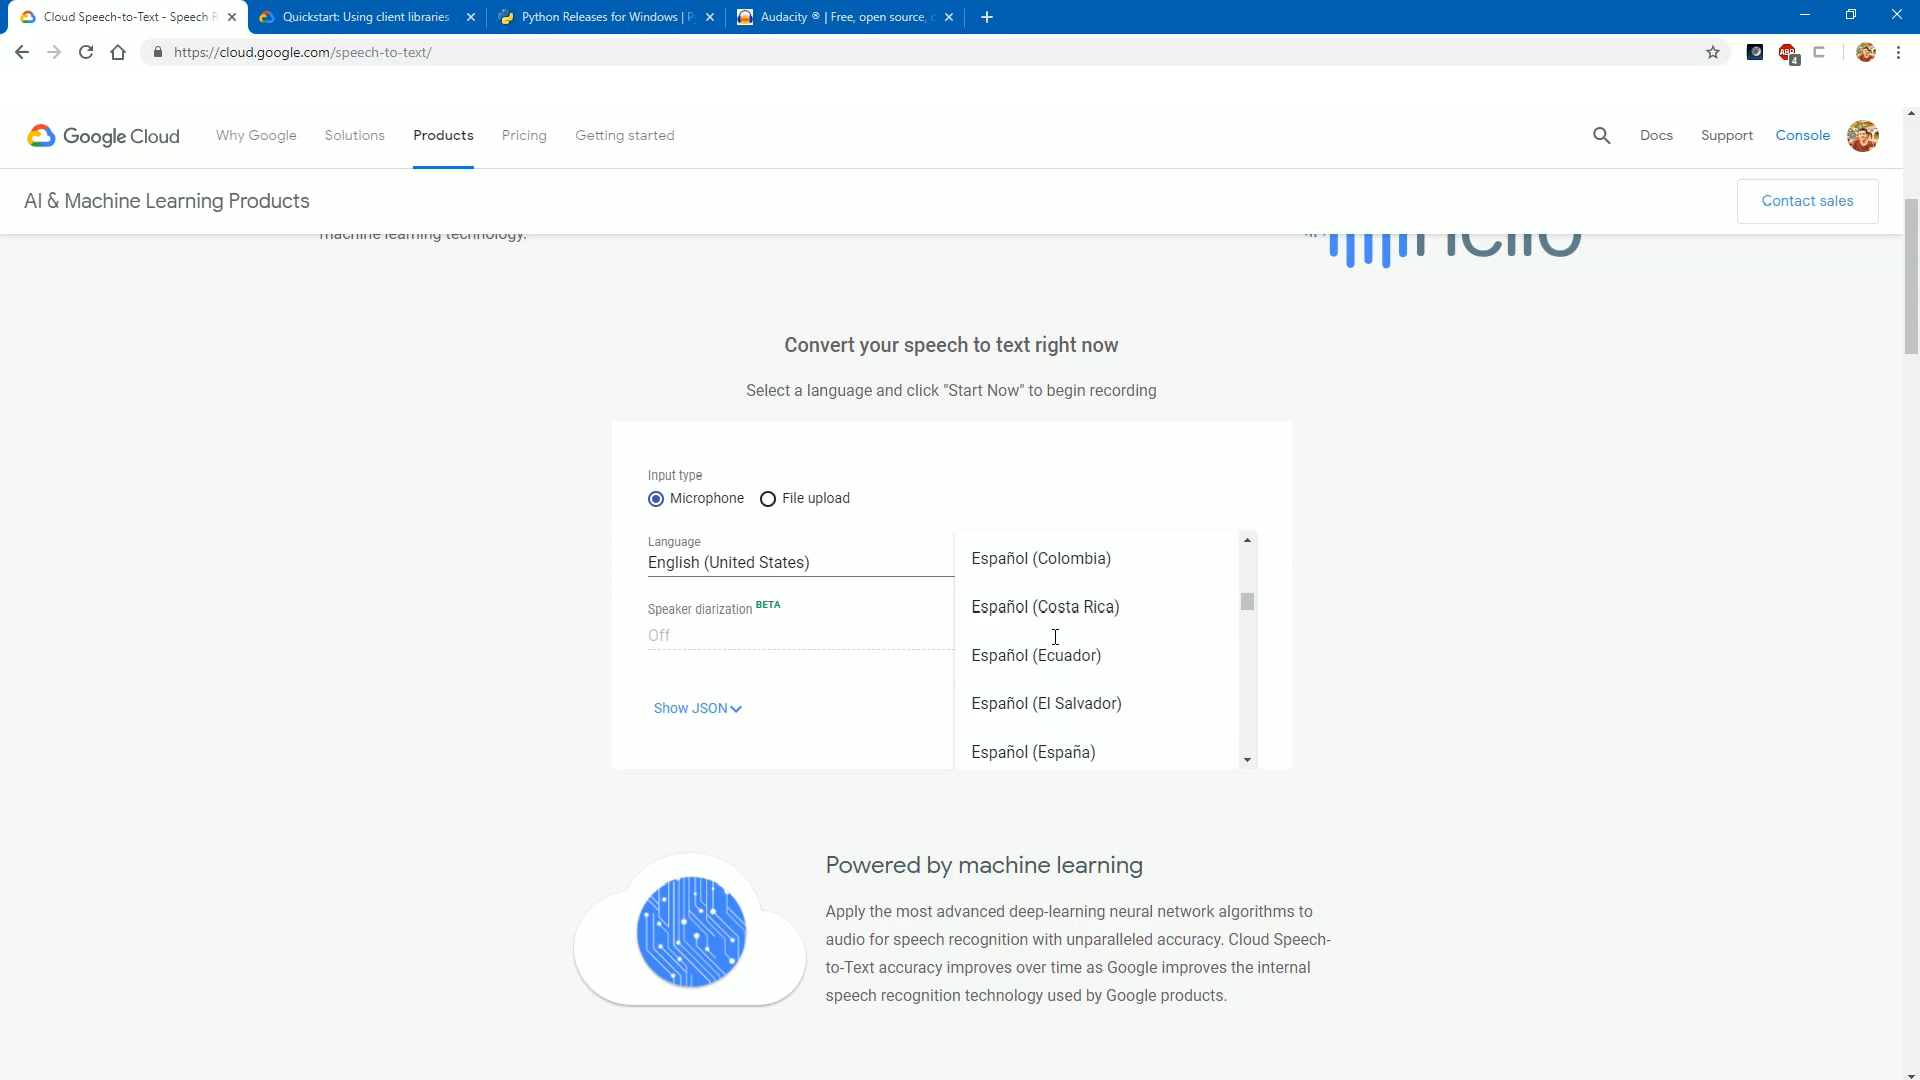 Cloud Speech-to-Text - Speech R
Quickstart: Using client libraries
Python Releases for Windows | P
Audacity ® | Free, open source, c
https://cloud.google.com/speech-to-text/
ABP
4
Google Cloud
Why Google
Solutions
Products
Pricing
Getting started
Docs
Support
Console
AI & Machine Learning Products
Contact sales
machine learning technology.
Hello
Convert your speech to text right now
Select a language and click "Start Now" to begin recording
Input type
Microphone
File upload
Language
English (United States)
Speaker diarization BETA
Off
Show JSON
Español (Colombia)
Español (Costa Rica)
Español (Ecuador)
Español (El Salvador)
Español (España)
Powered by machine learning
Apply the most advanced deep-learning neural network algorithms to
audio for speech recognition with unparalleled accuracy. Cloud Speech-
to-Text accuracy improves over time as Google improves the internal
speech recognition technology used by Google products.